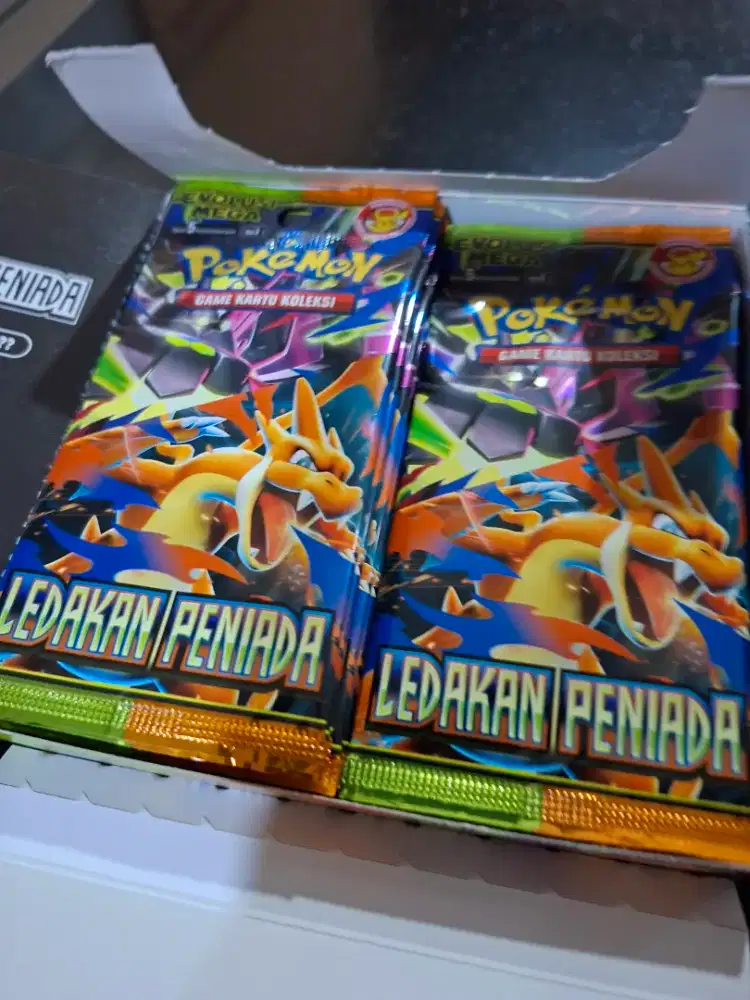 EVOLUSI
MEGA
POKÉMON
GAME KARTU KOLEKSI
LEDAKAN PENIADA
EVOLUSI
MEGA
POKÉMON
GAME KARTU KOLEKSI
LEDAKAN PENIADA
PENIADA
??